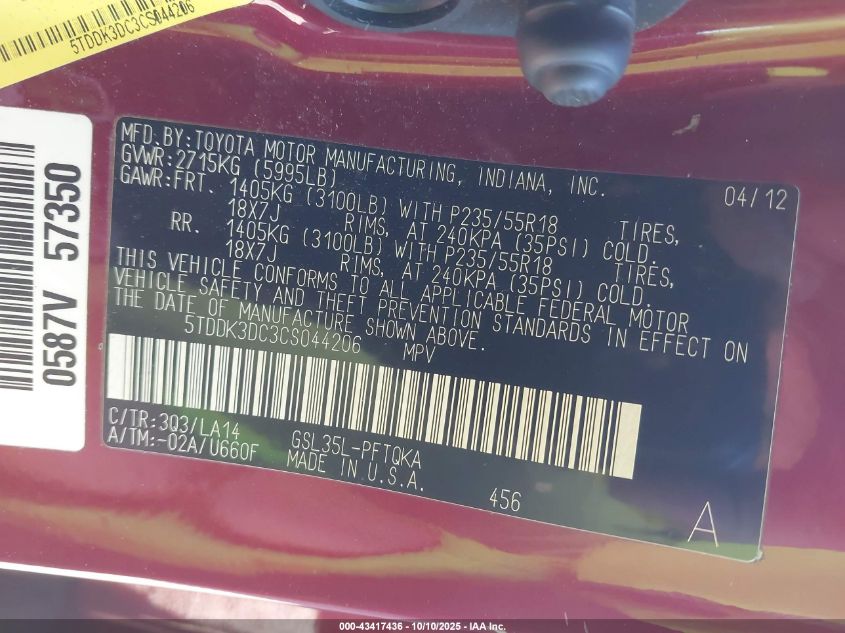 5TDDK3DC3CS044206
0587V 57350
MFD.BY:TOYOTA MOTOR MANUFACTURING, INDIANA, INC. 04/12
GVWR:2715KG (5995LB)
GAWR:FRT. 1405KG (3100LB) WITH P235/55R18 TIRES,
18X7J RIMS, AT 240KPA (35PSI) COLD.
RR. 1405KG (3100LB) WITH P235/55R18 TIRES,
18X7J RIMS, AT 240KPA (35PSI) COLD.
THIS VEHICLE CONFORMS TO ALL APPLICABLE FEDERAL MOTOR
VEHICLE SAFETY AND THEFT PREVENTION STANDARDS IN EFFECT ON
THE DATE OF MANUFACTURE SHOWN ABOVE.
5TDDK3DC3CS044206 MPV
C/TR:3Q3/LA14
A/TM:-02A/U660F
GSL35L-PFTQKA
MADE IN U.S.A.
456
A
000-43417436 - 10/10/2025 - IAA Inc.